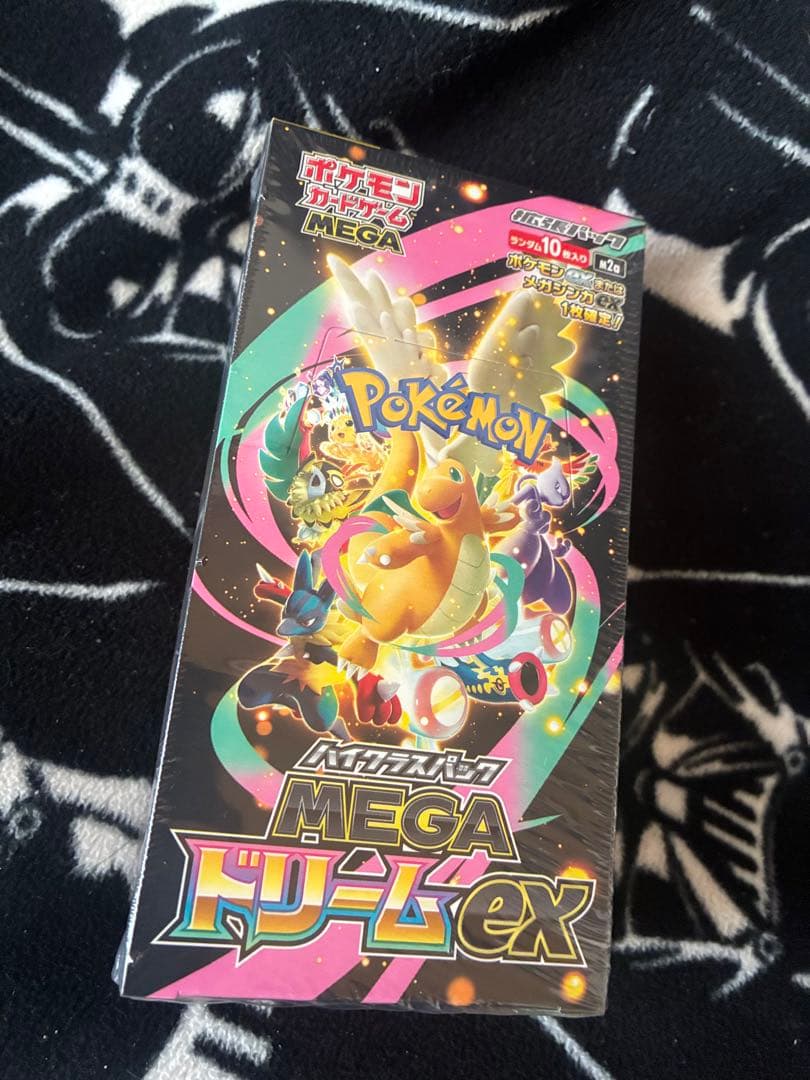 ポケモン
カードゲーム
MEGA
拡張パック
ランダム10枚入り
M2a
ポケモンexまたは
メガシンカex
1枚確定!
POKéMON
ハイクラスパック
MEGA
ドリームex